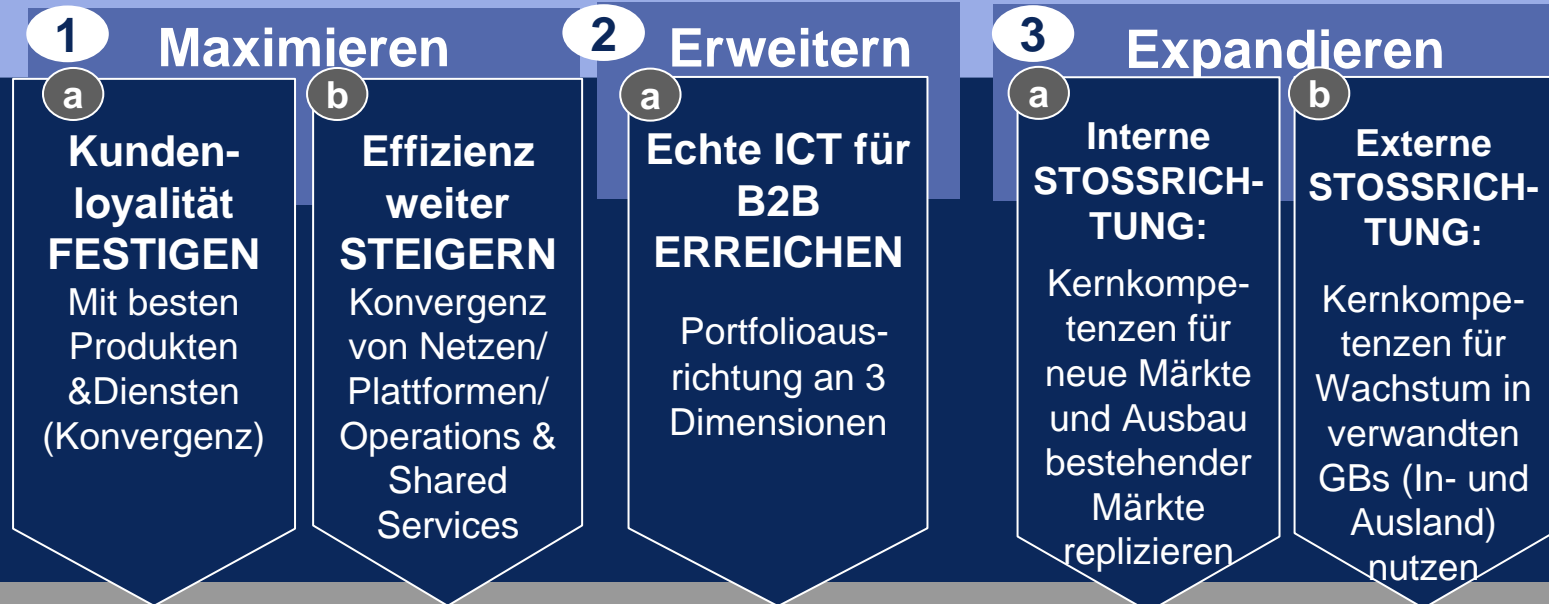 1
Maximieren
a
Kunden-
loyalität
FESTIGEN
Mit besten
Produkten
&Diensten
(Konvergenz)
b
Effizienz
weiter
STEIGERN
Konvergenz
von Netzen/
Plattformen/
Operations &
Shared
Services
2
Erweitern
a
Echte ICT für
B2B
ERREICHEN
Portfolioaus-
richtung an 3
Dimensionen
3
Expandieren
a
Interne
STOSSRICH-
TUNG:
Kernkompe-
tenzen für
neue Märkte
und Ausbau
bestehender
Märkte
replizieren
b
Externe
STOSSRICH-
TUNG:
Kernkompe-
tenzen für
Wachstum in
verwandten
GBs (In- und
Ausland)
nutzen